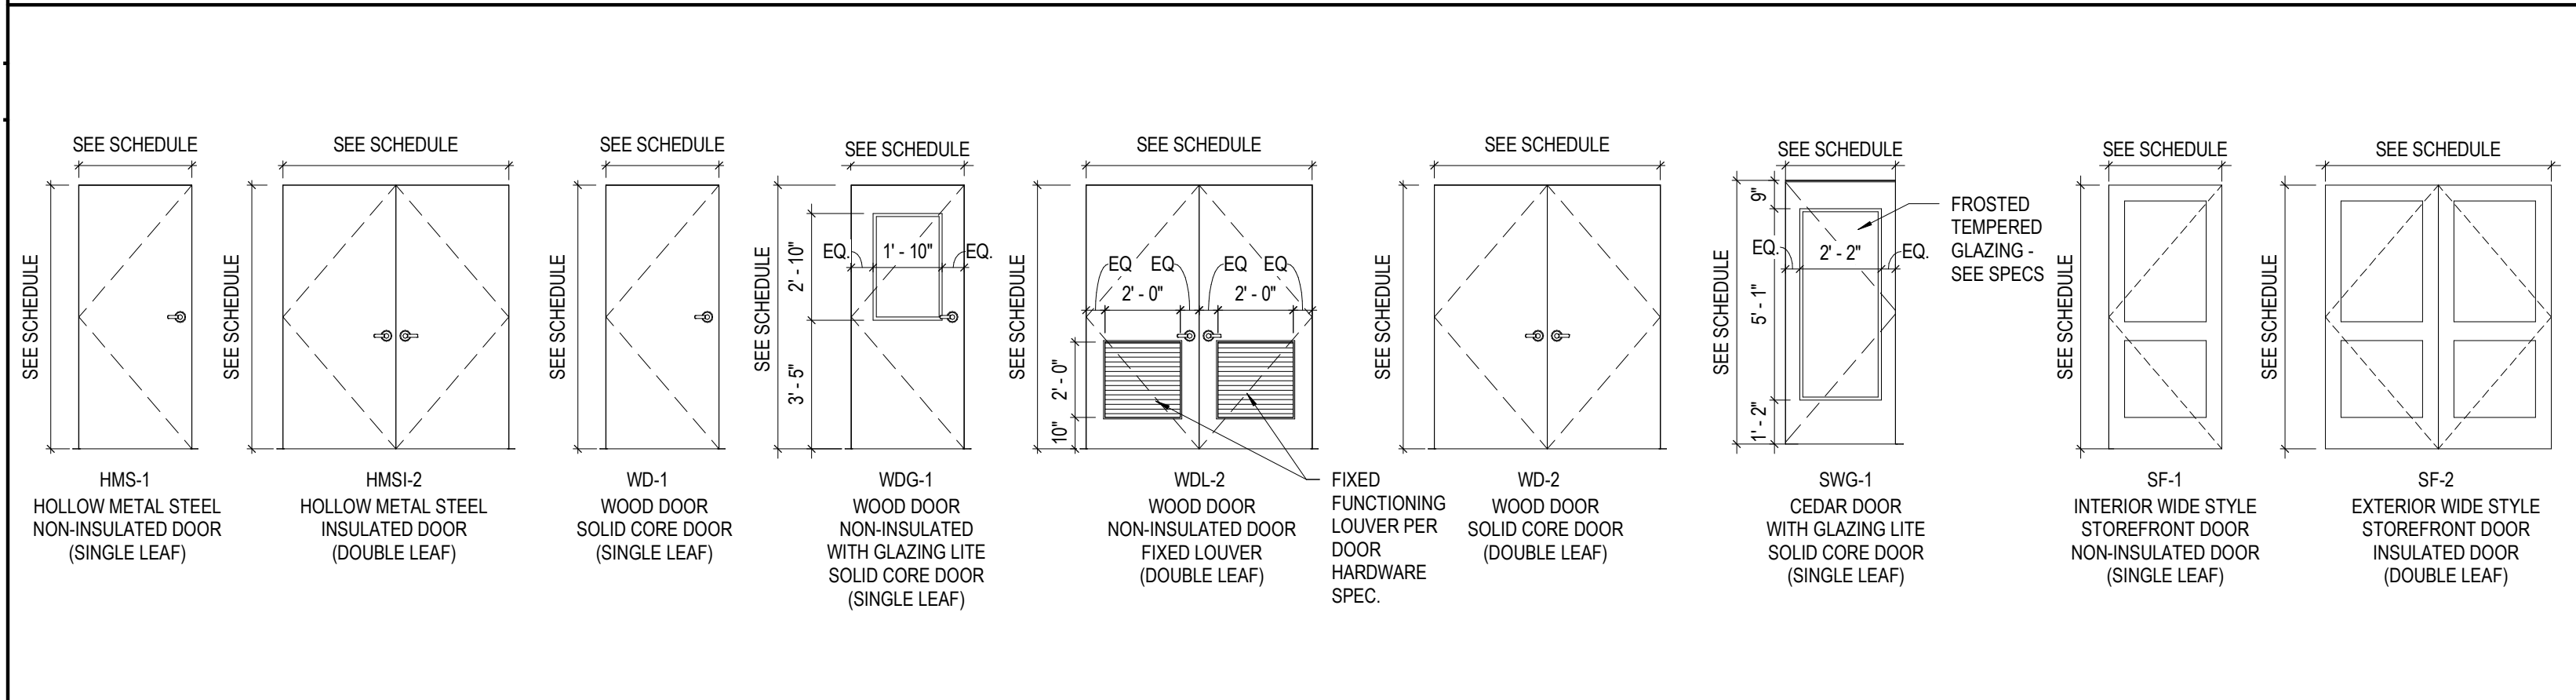 SEE SCHEDULE
SEE SCHEDULE
HMS-1
HOLLOW METAL STEEL
NON-INSULATED DOOR
(SINGLE LEAF)
SEE SCHEDULE
SEE SCHEDULE
HMSI-2
HOLLOW METAL STEEL
INSULATED DOOR
(DOUBLE LEAF)
SEE SCHEDULE
SEE SCHEDULE
WD-1
WOOD DOOR
SOLID CORE DOOR
(SINGLE LEAF)
SEE SCHEDULE
SEE SCHEDULE
2' - 10"
3' - 5"
EQ.
1' - 10"
EQ.
WDG-1
WOOD DOOR
NON-INSULATED
WITH GLAZING LITE
SOLID CORE DOOR
(SINGLE LEAF)
SEE SCHEDULE
SEE SCHEDULE
EQ
EQ
EQ
EQ
2' - 0"
2' - 0"
2' - 0"
10"
WDL-2
WOOD DOOR
NON-INSULATED DOOR
FIXED LOUVER
(DOUBLE LEAF)
FIXED
FUNCTIONING
LOUVER PER
DOOR
HARDWARE
SPEC.
SEE SCHEDULE
SEE SCHEDULE
WD-2
WOOD DOOR
SOLID CORE DOOR
(DOUBLE LEAF)
SEE SCHEDULE
SEE SCHEDULE
9"
5' - 1"
1' - 2"
EQ.
2' - 2"
EQ.
FROSTED
TEMPERED
GLAZING -
SEE SPECS
SWG-1
CEDAR DOOR
WITH GLAZING LITE
SOLID CORE DOOR
(SINGLE LEAF)
SEE SCHEDULE
SEE SCHEDULE
SF-1
INTERIOR WIDE STYLE
STOREFRONT DOOR
NON-INSULATED DOOR
(SINGLE LEAF)
SEE SCHEDULE
SEE SCHEDULE
SF-2
EXTERIOR WIDE STYLE
STOREFRONT DOOR
INSULATED DOOR
(DOUBLE LEAF)